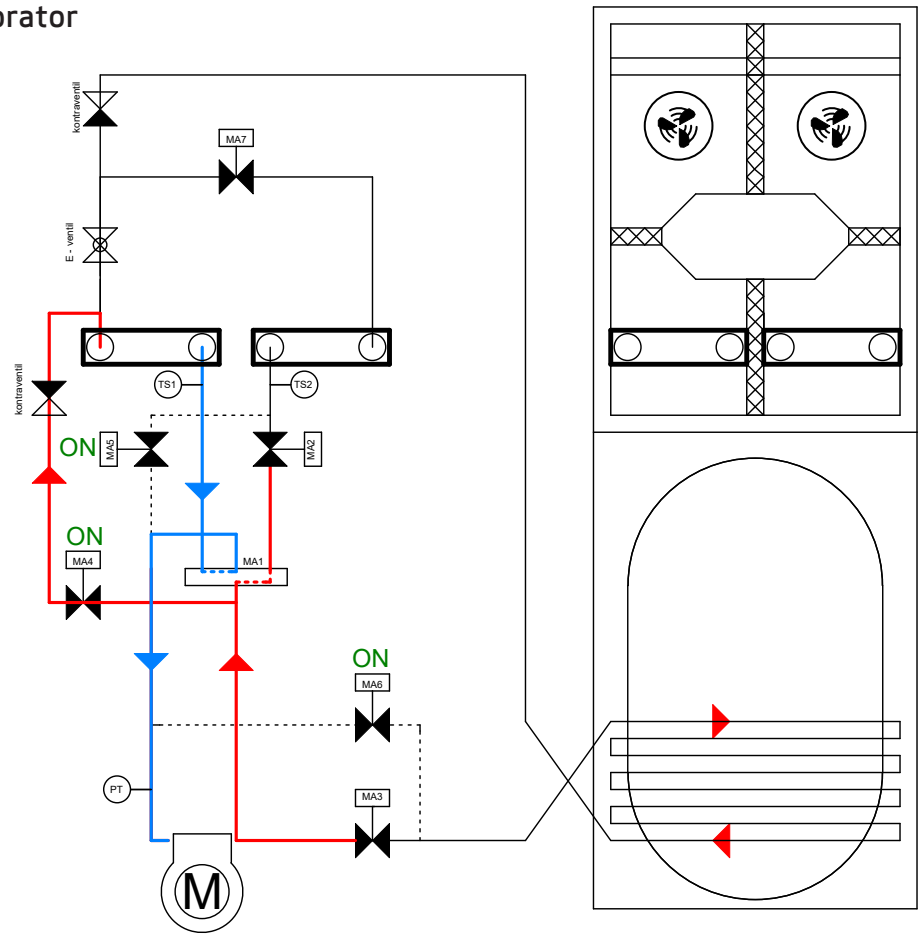 orator
kontraventil
MA7
E - ventil
TS1
TS2
kontraventil
ON
MA5
MA2
ON
MA4
MA1
ON
MA6
PT
MA3
M